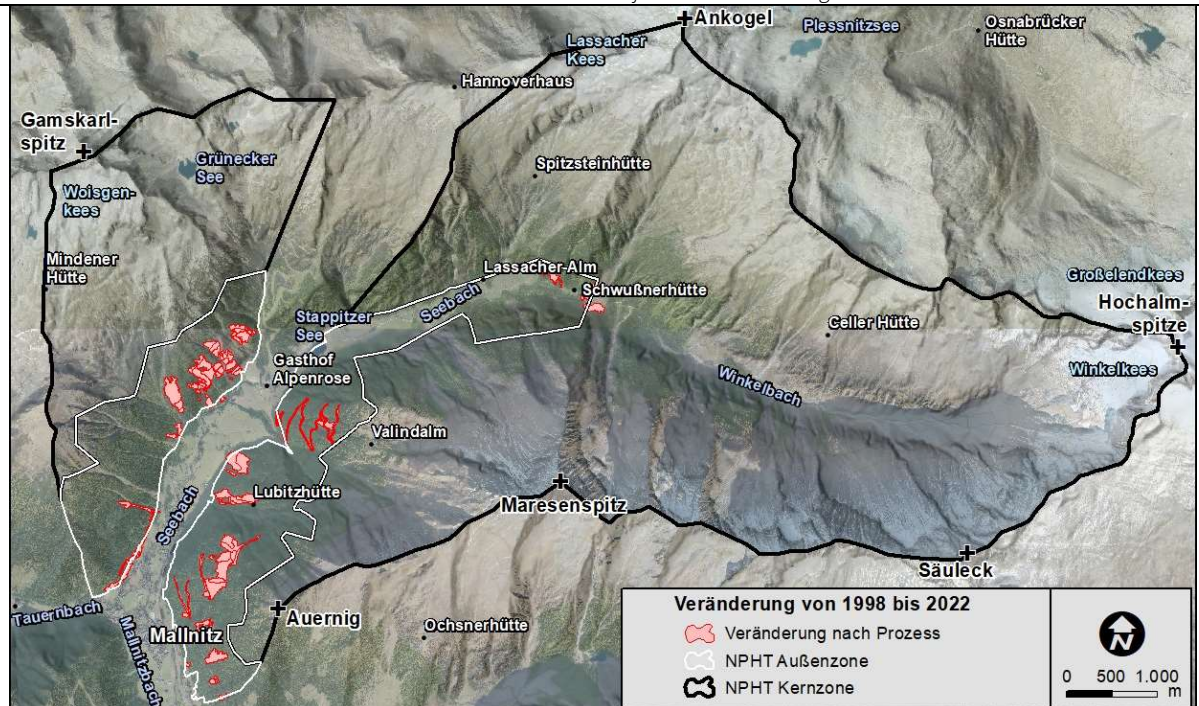 Ankogel
Plessnitzsee
Osnabrücker
Hütte
Lassacher
Kees
Hannoverhaus
Gamskarl-
spitz
Grünecker
See
Spitzsteinhütte
Woisgen-
kees
Mindener
Hütte
Lassacher-Alm
Schwußnerhütte
Großelendkees
Hochalm-
spitze
Seebach
Stappitzer
See
Celler Hütte
Gasthof
Alpenrose
Winkelkees
Winkelbach
Valindalm
Lubitzhütte
Seebach
Maresenspitz
Säuleck
Tauernbach
Mallnitz
Mallnitzbach
Auernig
Ochsnerhütte
Veränderung von 1998 bis 2022
Veränderung nach Prozess
NPHT Außenzone
NPHT Kernzone
N
0 500 1.000
m